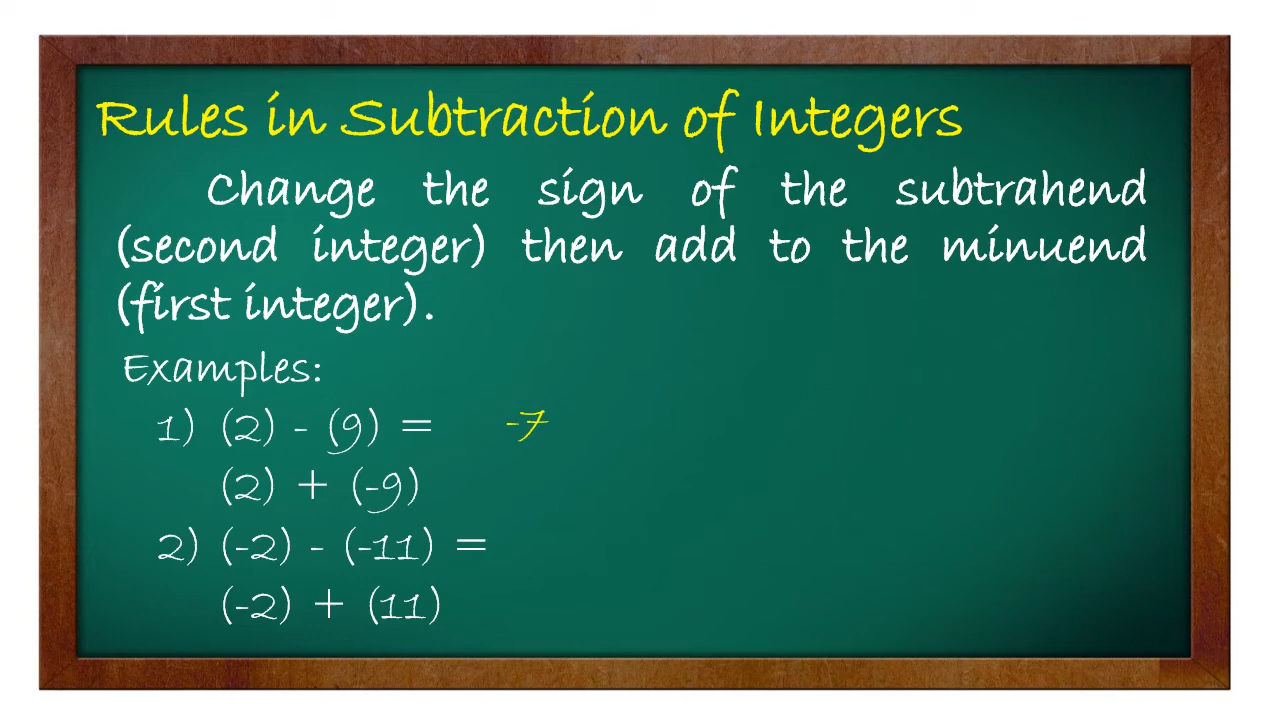 Rules in Subtraction of Integers
Change the sign of the subtrahend
(second integer) then add to the minuend
(first integer).
Examples:
1) (2) - (9) = -7
(2) + (-9)
2) (-2) - (-11) =
(-2) + (11)